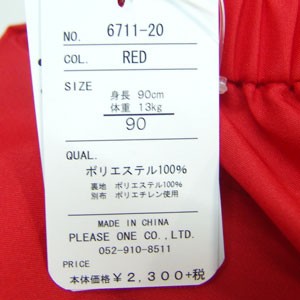 NO. 6711-20
COL. RED
SIZE
身長 90cm
体重 13kg
90
QUAL.
ポリエステル100%
裏地 ポリエステル100%
別布 ポリエチレン使用
MADE IN CHINA
PLEASE ONE CO.,LTD.
052-910-8511
PRICE
本体価格 ¥2,300+税